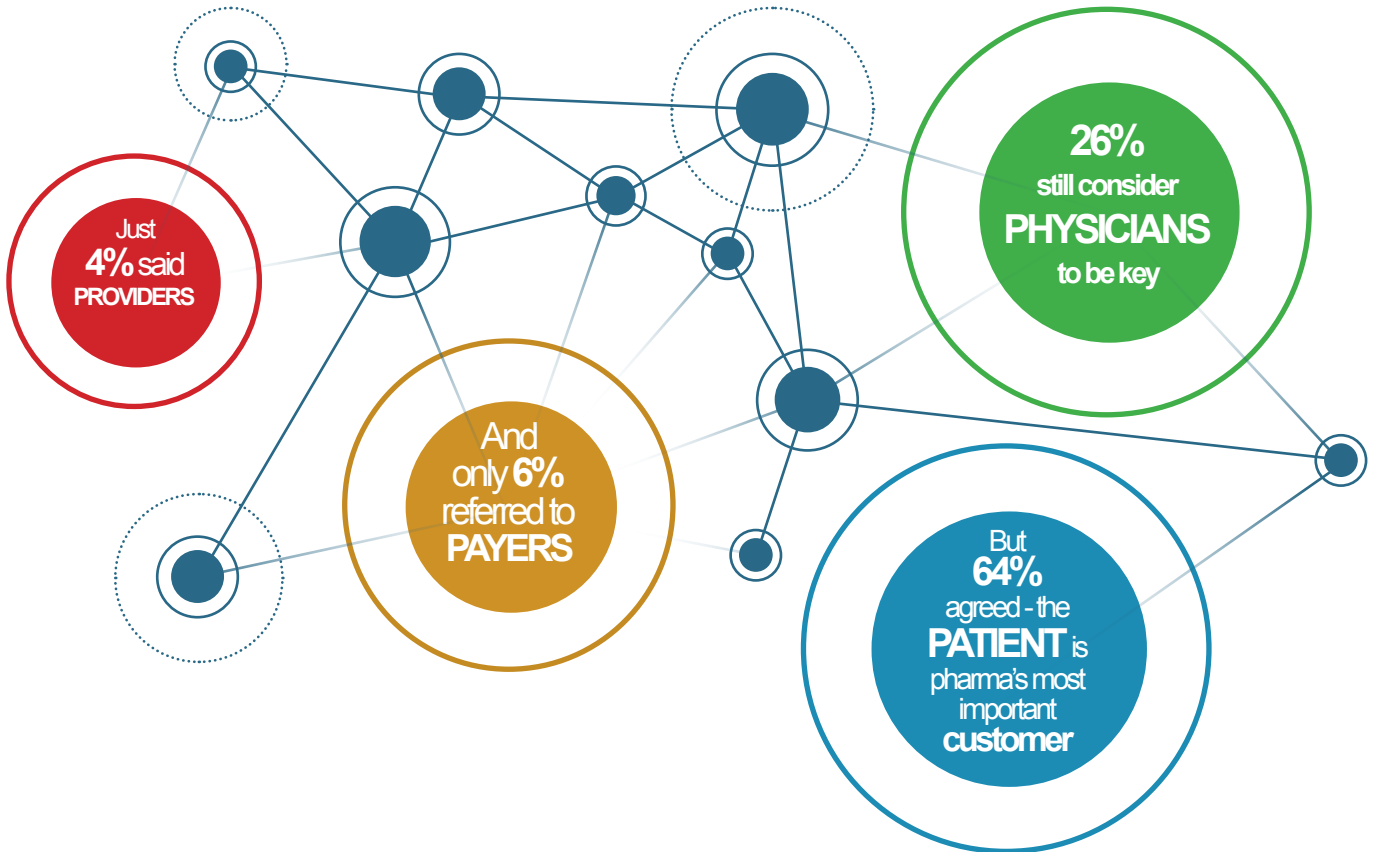 Just
4% said
PROVIDERS
And
only 6%
referred to
PAYERS
26%
still consider
PHYSICIANS
to be key
But
64%
agreed - the
PATIENT is
pharma's most
important
customer